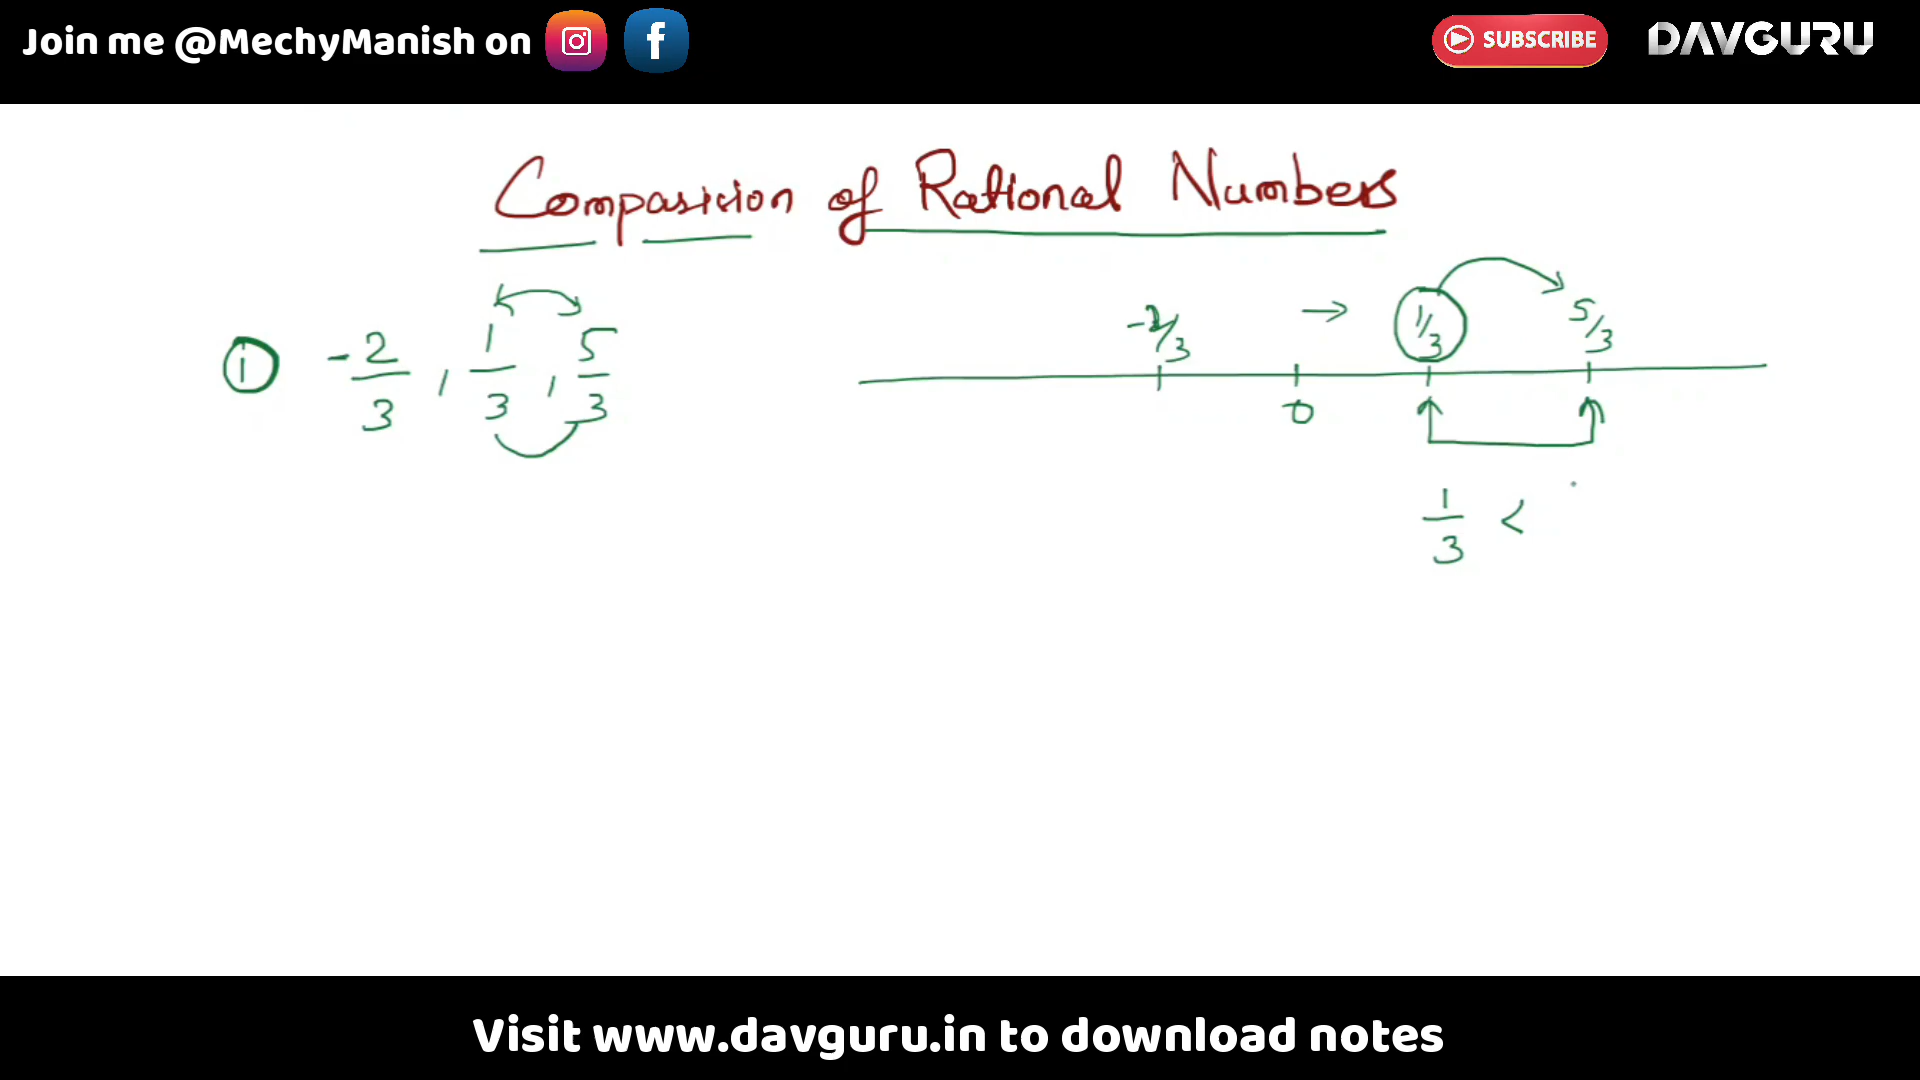 Join me @MechyManish on
SUBSCRIBE
DAVGURU
Comparision of Rational Numbers
① -2/3 , 1/3 , 5/3
-2/3 → 1/3 5/3
0
1/3 <
Visit www.davguru.in to download notes